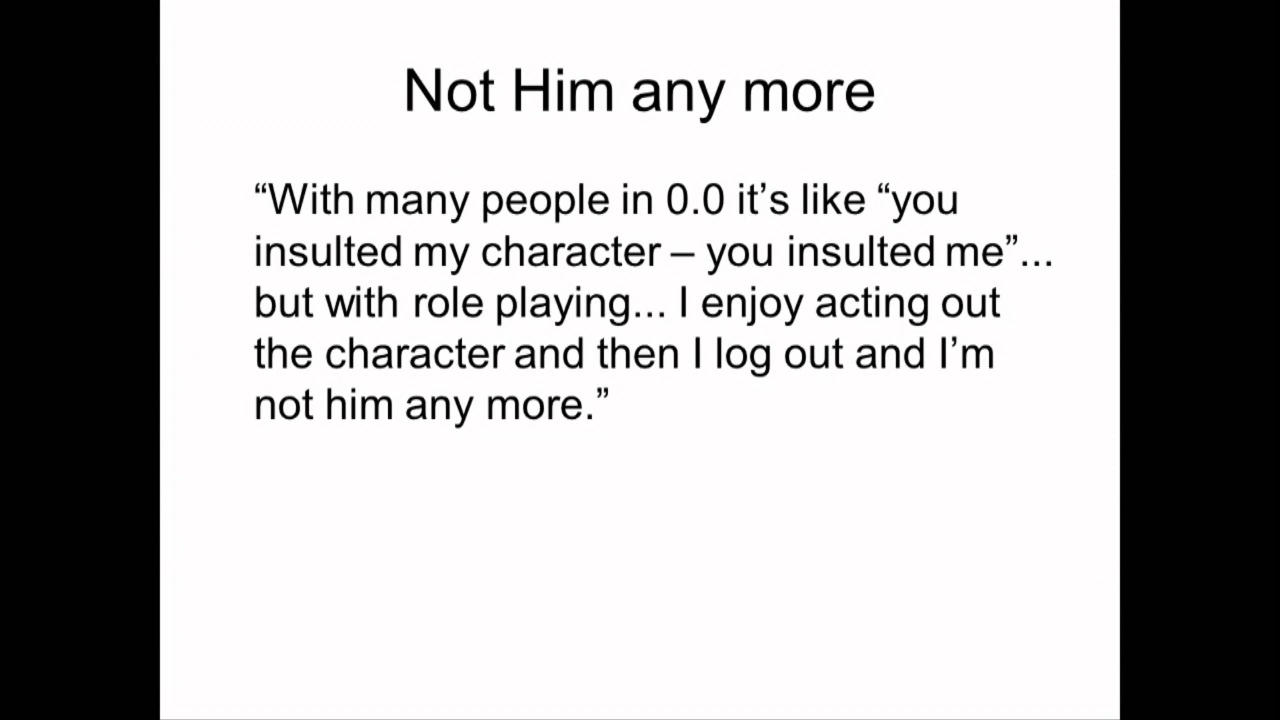 Not Him any more
“With many people in 0.0 it’s like “you
insulted my character – you insulted me”...
but with role playing... I enjoy acting out
the character and then I log out and I’m
not him any more.”